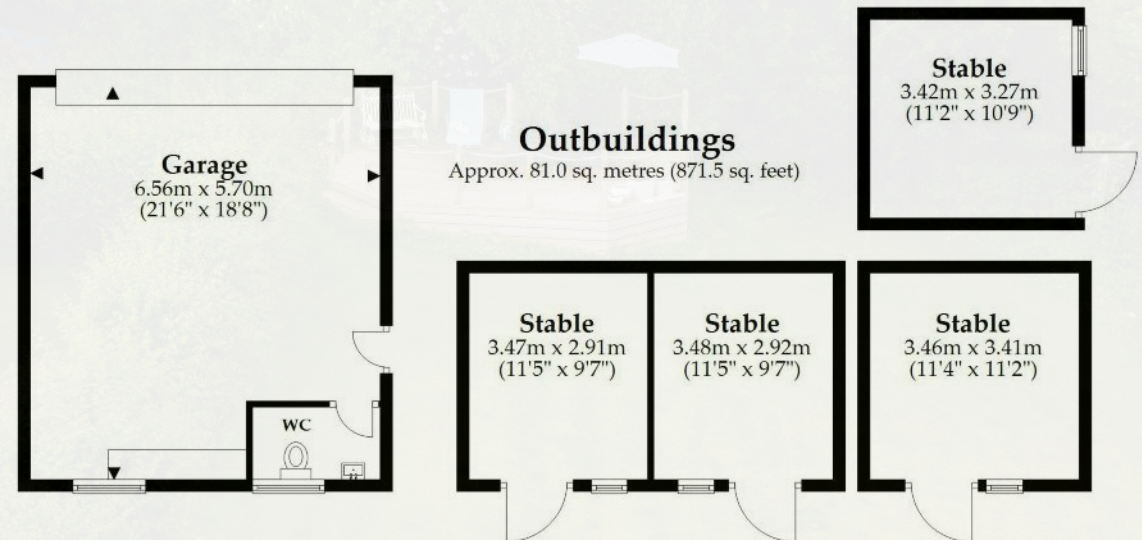 Outbuildings
Approx. 81.0 sq. metres (871.5 sq. feet)
Garage
6.56m x 5.70m
(21'6" x 18'8")
WC
Stable
3.42m x 3.27m
(11'2" x 10'9")
Stable
3.47m x 2.91m
(11'5" x 9'7")
Stable
3.48m x 2.92m
(11'5" x 9'7")
Stable
3.46m x 3.41m
(11'4" x 11'2")